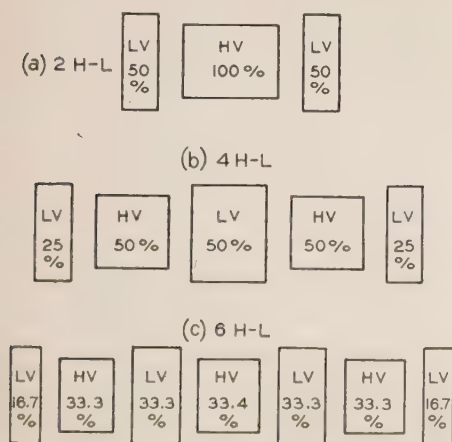 (a) 2 H-L
LV
50
%
HV
100%
LV
50
%
(b) 4 H-L
LV
25
%
HV
50%
LV
50%
HV
50%
LV
25
%
(c) 6 H-L
LV
16.7
%
HV
33.3
%
LV
33.3
%
HV
33.4
%
LV
33.3
%
HV
33.3
%
LV
16.7
%